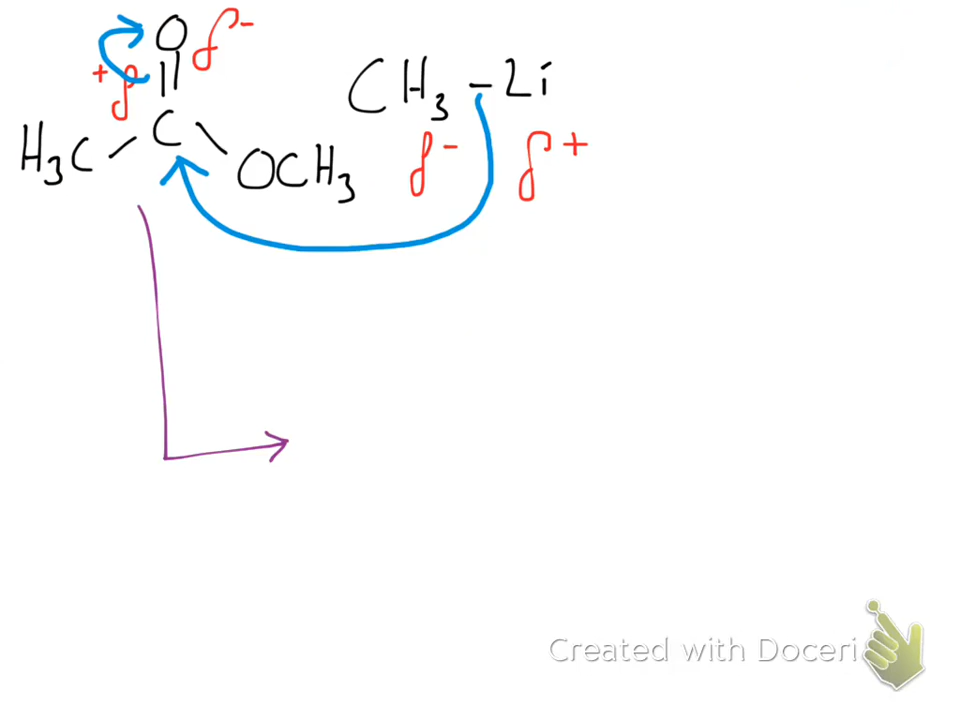 O δ-
δ+
CH3-Li
H3C C OCH3
δ- δ+
Created with Doceri